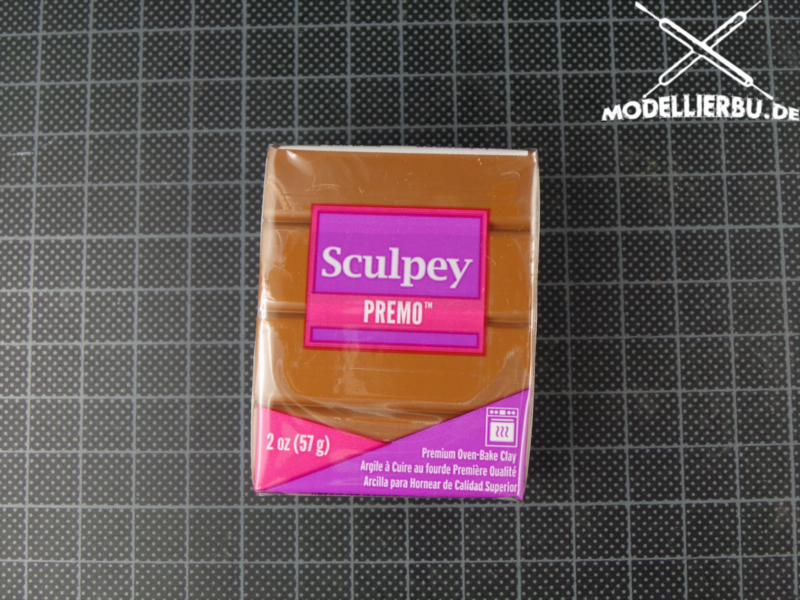 MODELLIERBU.DE
Sculpey
PREMO™
2 oz (57 g)
Premium Oven-Bake Clay
Argile à Cuire au fourde Première Qualité
Arcilla para Hornear de Calidad Superior